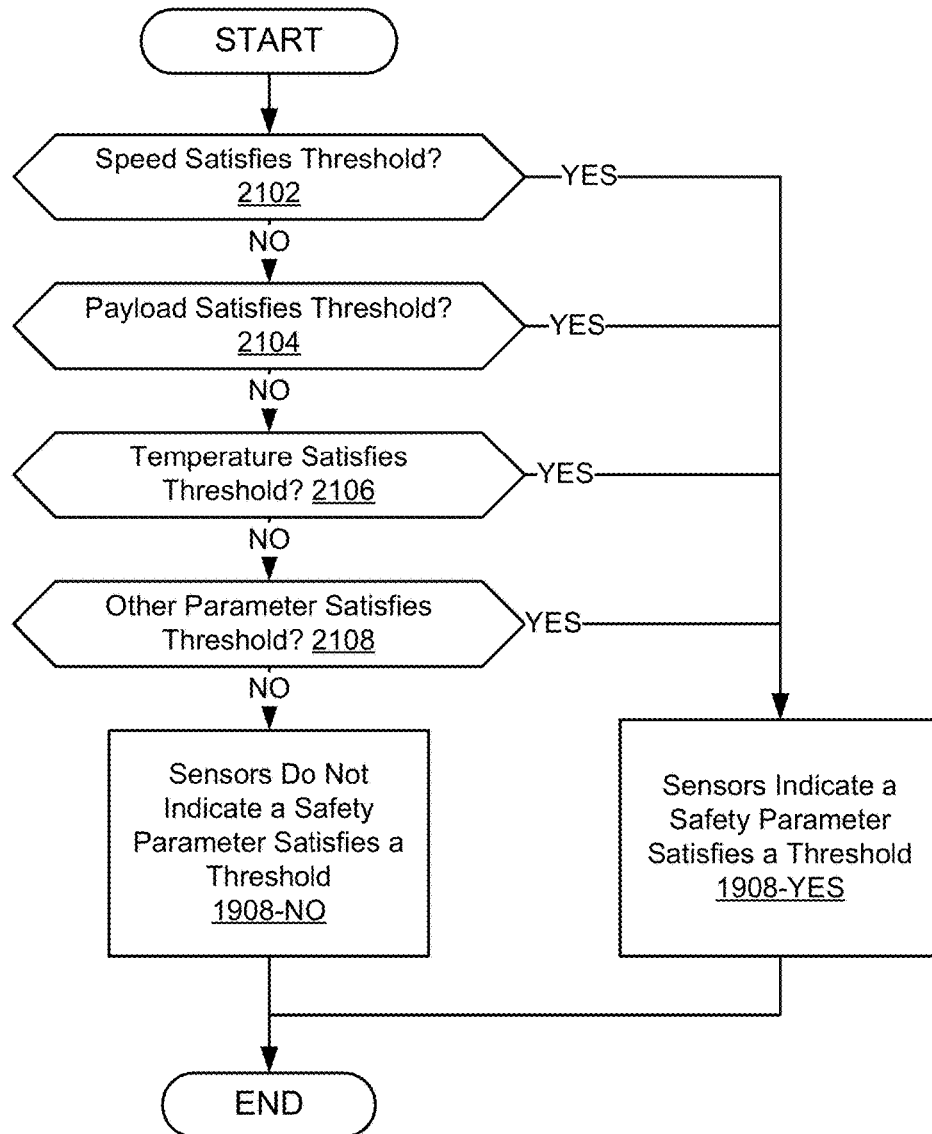 START
Speed Satisfies Threshold?
2102
YES
NO
Payload Satisfies Threshold?
2104
YES
NO
Temperature Satisfies
Threshold? 2106
YES
NO
Other Parameter Satisfies
Threshold? 2108
YES
NO
Sensors Do Not
Indicate a Safety
Parameter Satisfies a
Threshold
1908-NO
Sensors Indicate a
Safety Parameter
Satisfies a Threshold
1908-YES
END